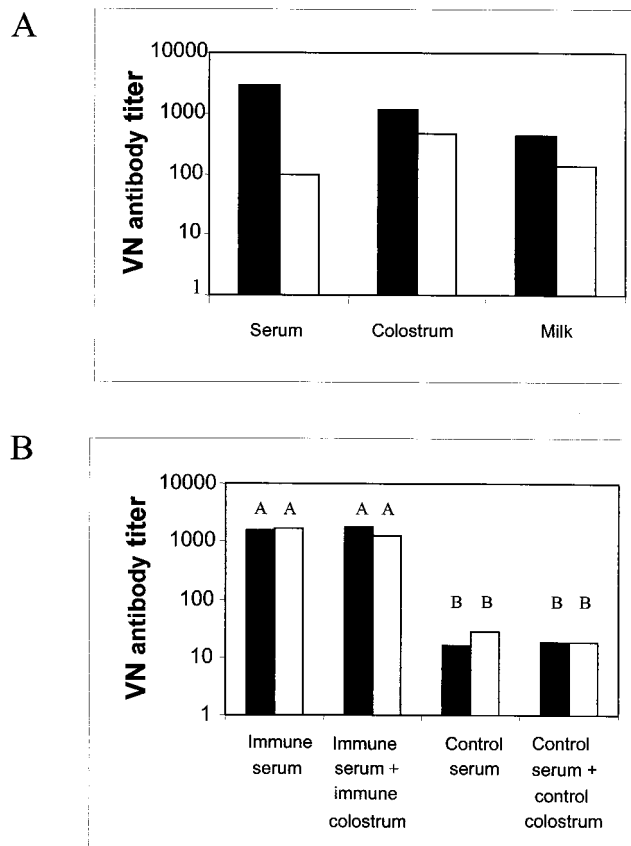 A
VN antibody titer
10000
1000
100
10
1
Serum
Colostrum
Milk
B
VN antibody titer
10000
1000
100
10
1
A A
A A
B B
B B
Immune
serum
Immune
serum +
immune
colostrum
Control
serum
Control
serum +
control
colostrum